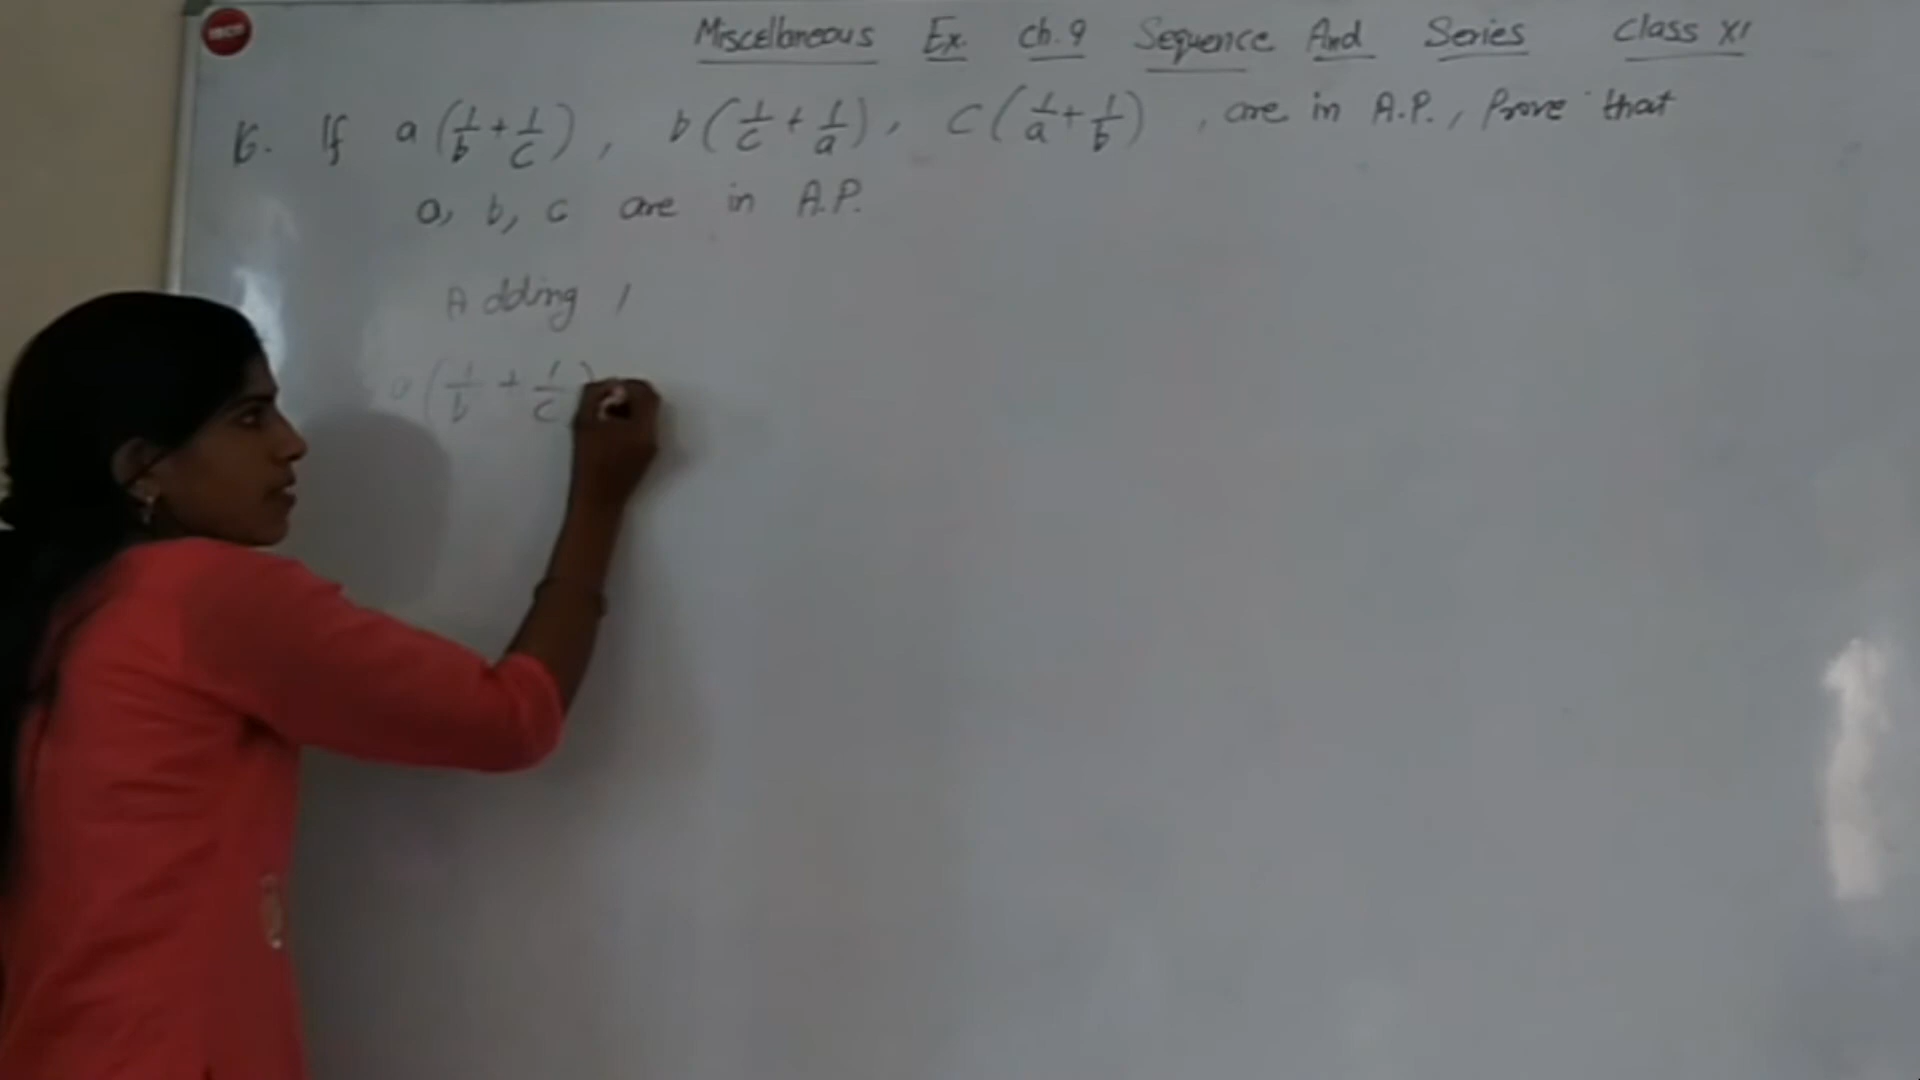 Miscellaneous Ex. ch.9 Sequence And Series Class XI
16. If a(1/b + 1/c), b(1/c + 1/a), c(1/a + 1/b), are in A.P., Prove that
a, b, c are in A.P.
Adding 1
a(1/b + 1/c)